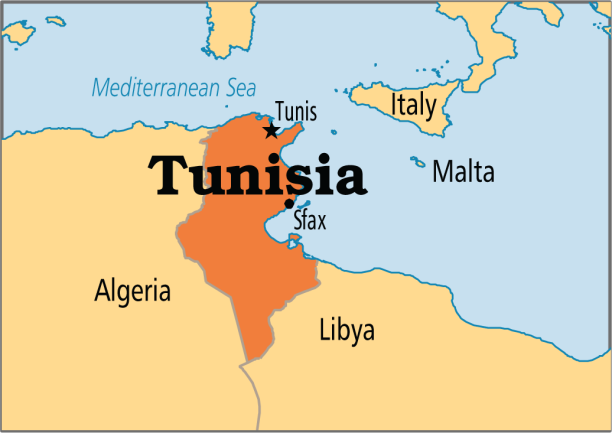 Mediterranean Sea
Tunis
Italy
Tunisia
Malta
Sfax
Algeria
Libya